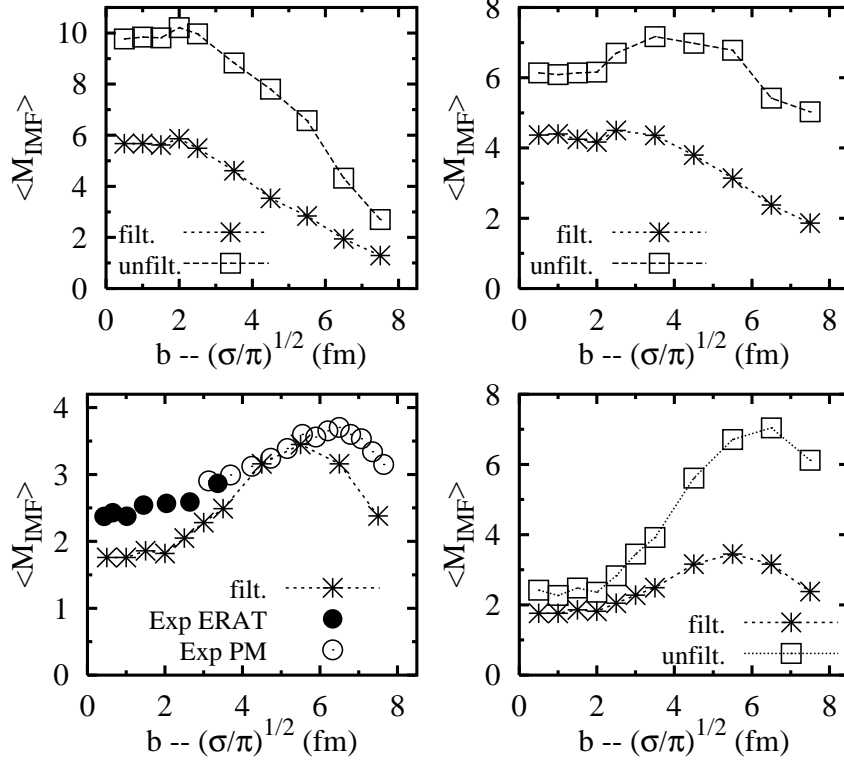 10
8
6
4
2
0
<M_IMF>
filt.
unfilt.
0 2 4 6 8
b -- (σ/π)^1/2 (fm)
8
6
4
2
0
<M_IMF>
filt.
unfilt.
0 2 4 6 8
b -- (σ/π)^1/2 (fm)
4
3
2
1
0
<M_IMF>
filt.
Exp ERAT
Exp PM
0 2 4 6 8
b -- (σ/π)^1/2 (fm)
8
6
4
2
0
<M_IMF>
filt.
unfilt.
0 2 4 6 8
b -- (σ/π)^1/2 (fm)